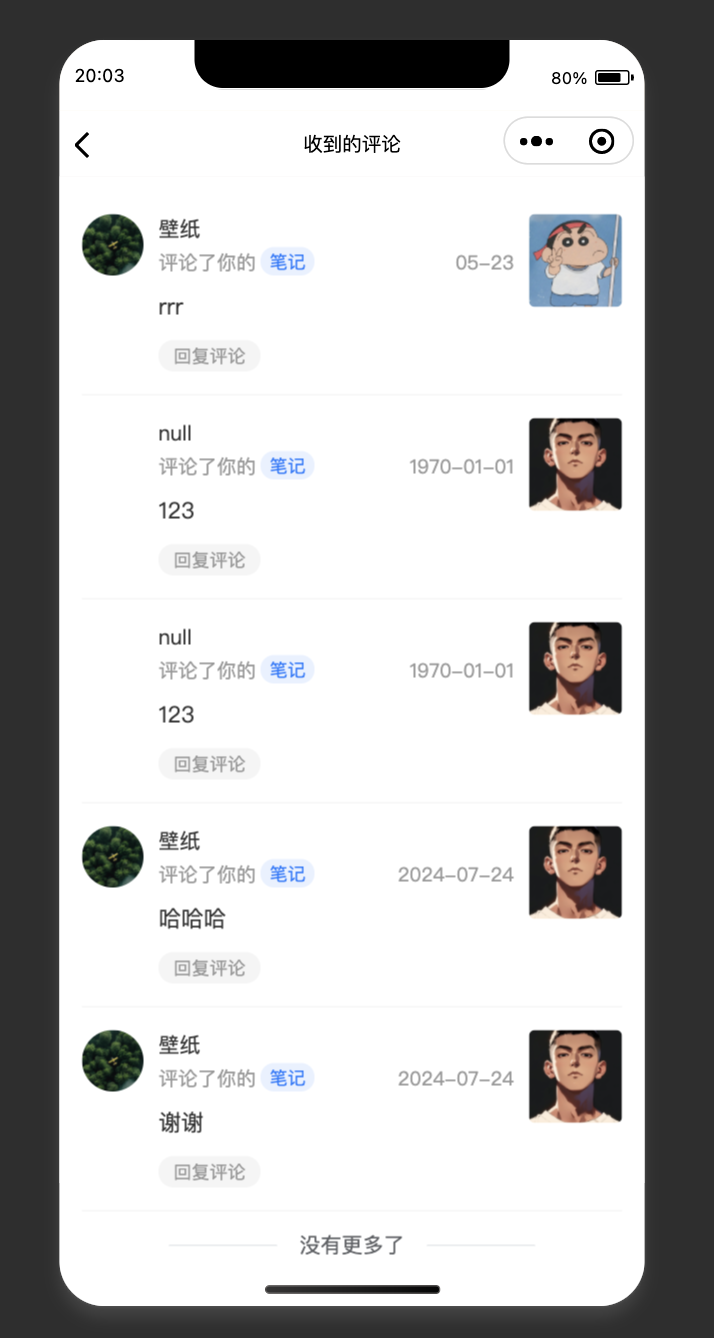 20:03
80%
收到的评论
壁纸
评论了你的 笔记 05-23
rrr
回复评论
null
评论了你的 笔记 1970-01-01
123
回复评论
null
评论了你的 笔记 1970-01-01
123
回复评论
壁纸
评论了你的 笔记 2024-07-24
哈哈哈
回复评论
壁纸
评论了你的 笔记 2024-07-24
谢谢
回复评论
没有更多了